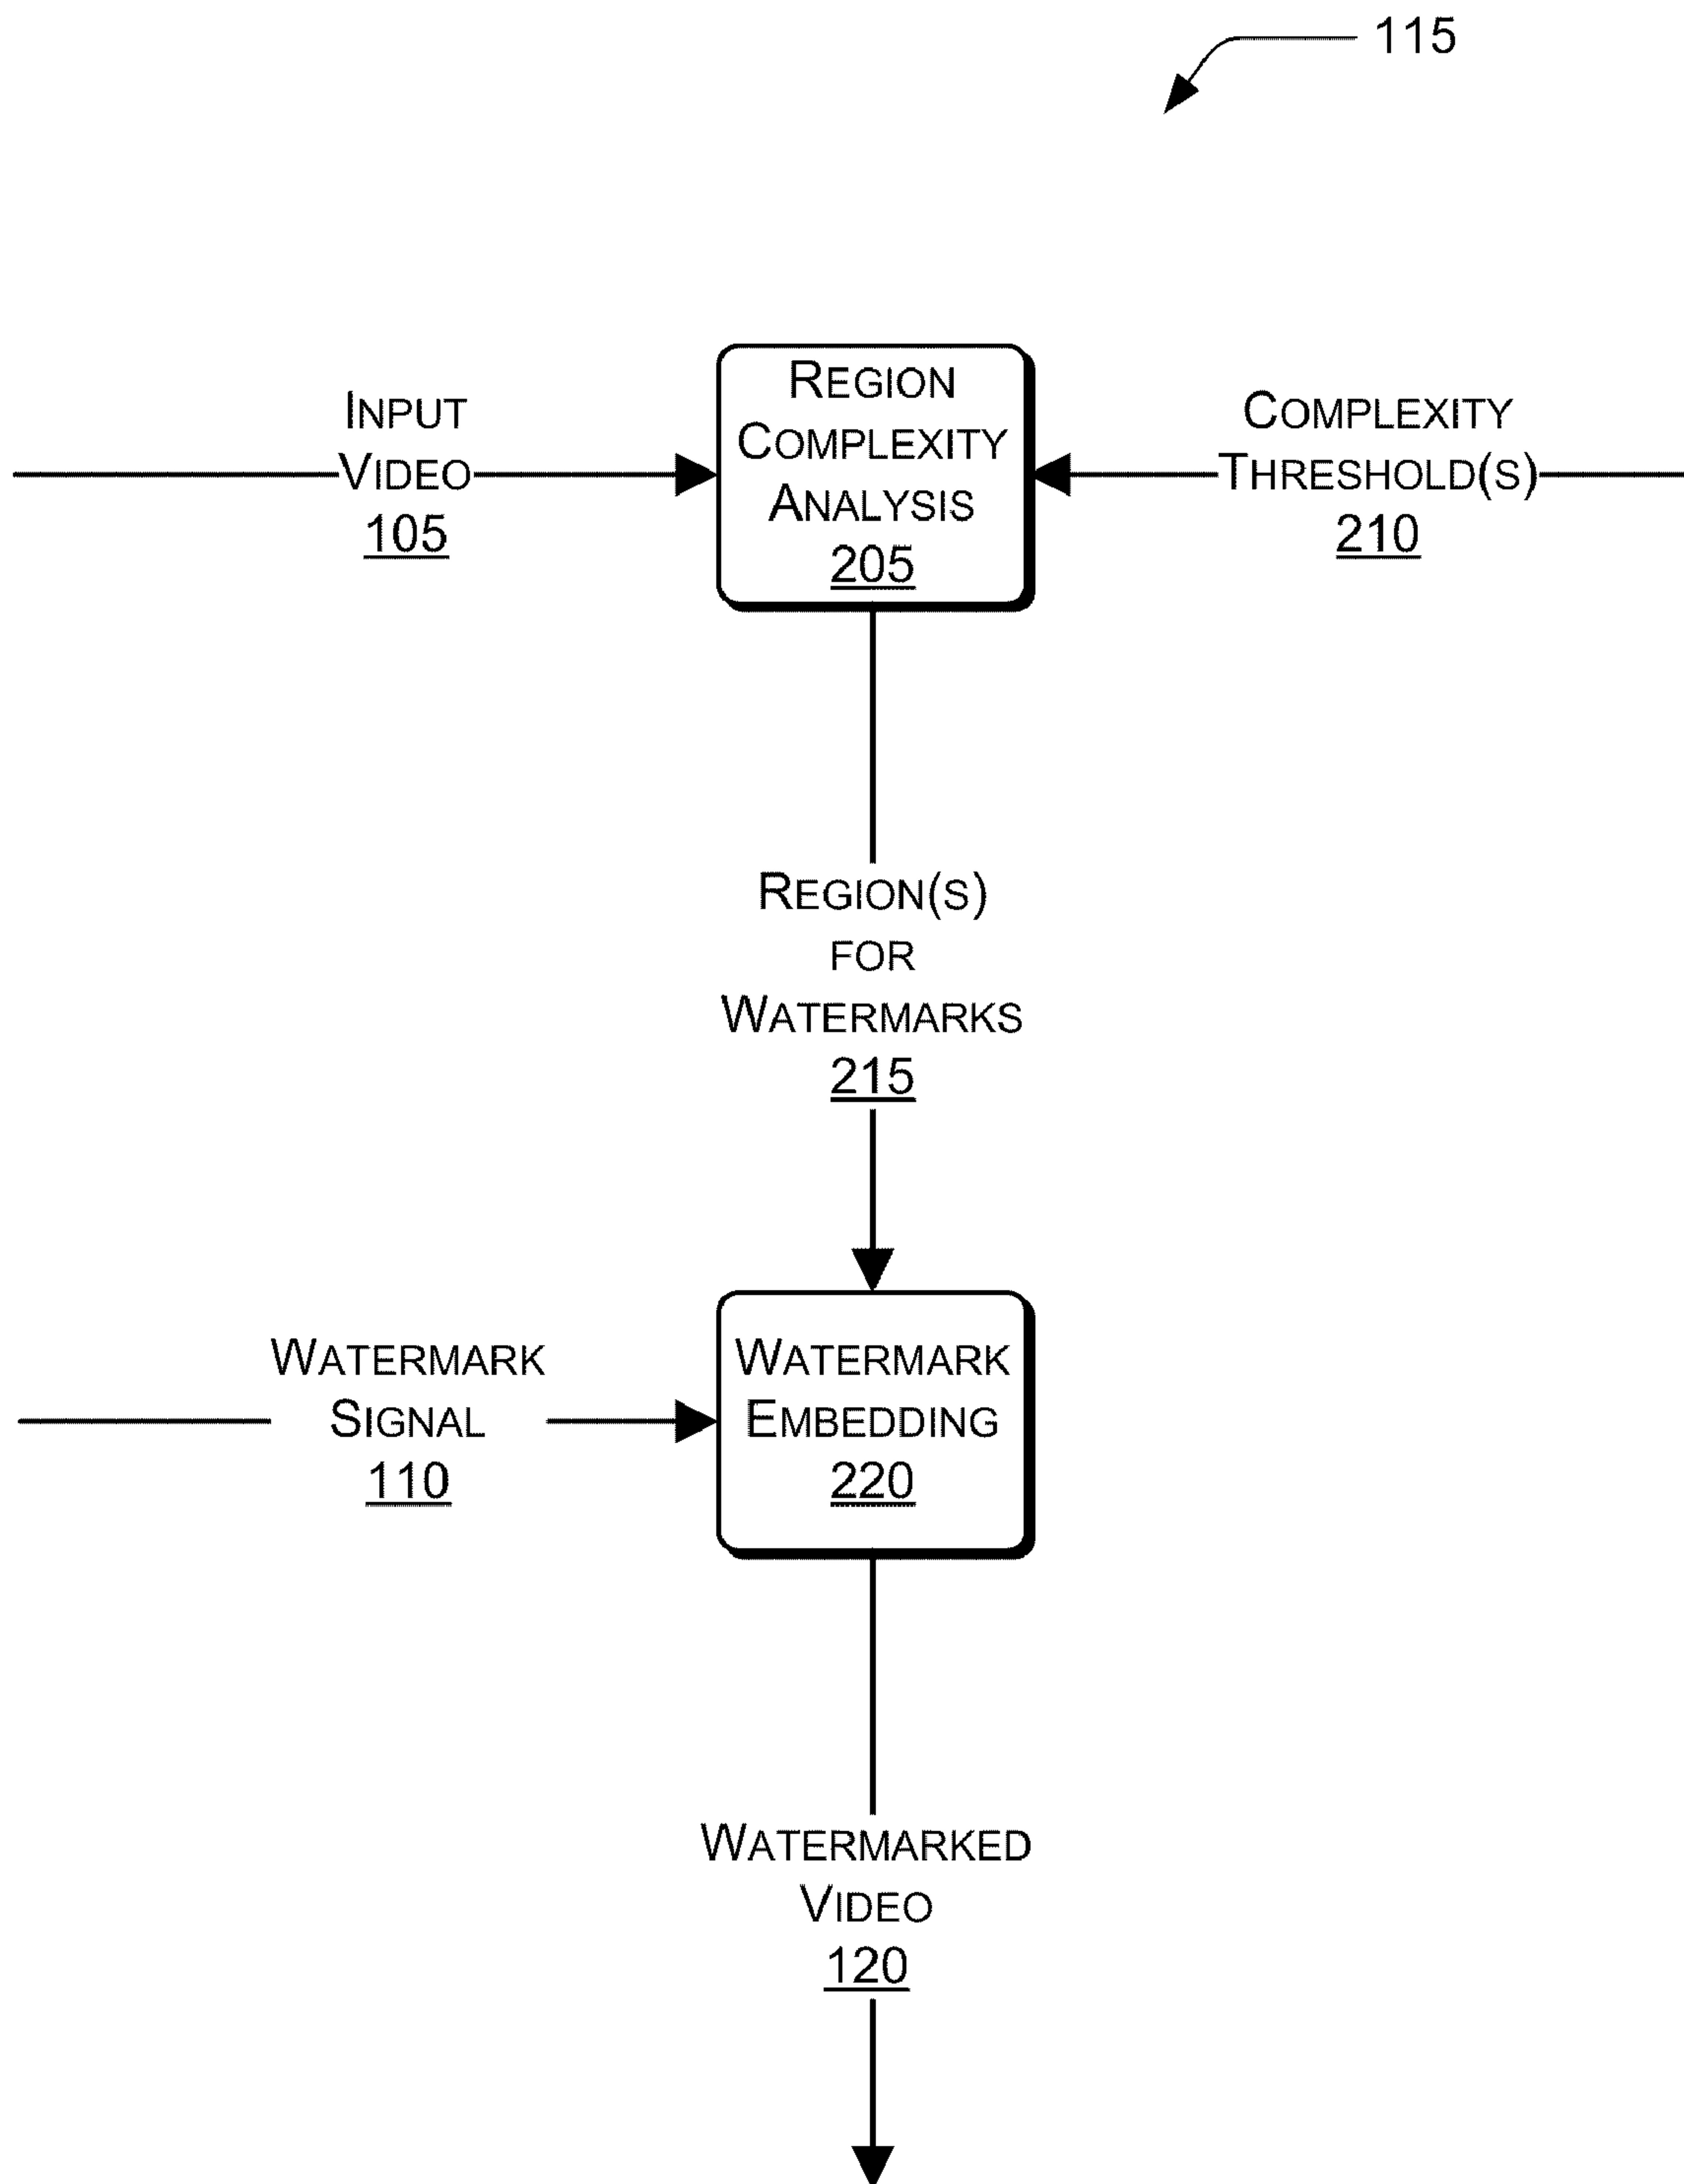 115
REGION
COMPLEXITY
ANALYSIS
205
INPUT
VIDEO
105
COMPLEXITY
THRESHOLD(S)
210
REGION(S)
FOR
WATERMARKS
215
WATERMARK
SIGNAL
110
WATERMARK
EMBEDDING
220
WATERMARKED
VIDEO
120